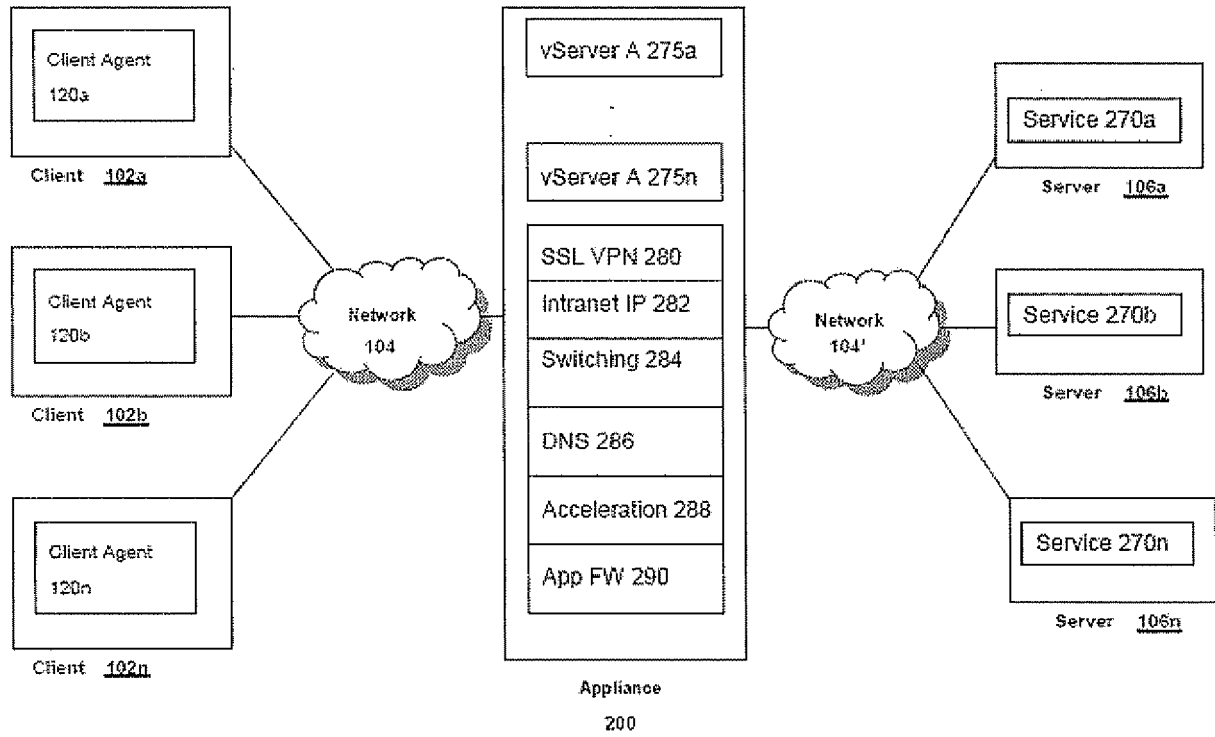 Client Agent
120a
Client 102a
Client Agent
120b
Client 102b
Client Agent
120n
Client 102n
Network
104
vServer A 275a
vServer A 275n
SSL VPN 280
Intranet IP 282
Switching 284
DNS 286
Acceleration 288
App FW 290
Appliance
200
Network
104'
Service 270a
Server 106a
Service 270b
Server 106b
Service 270n
Server 106n